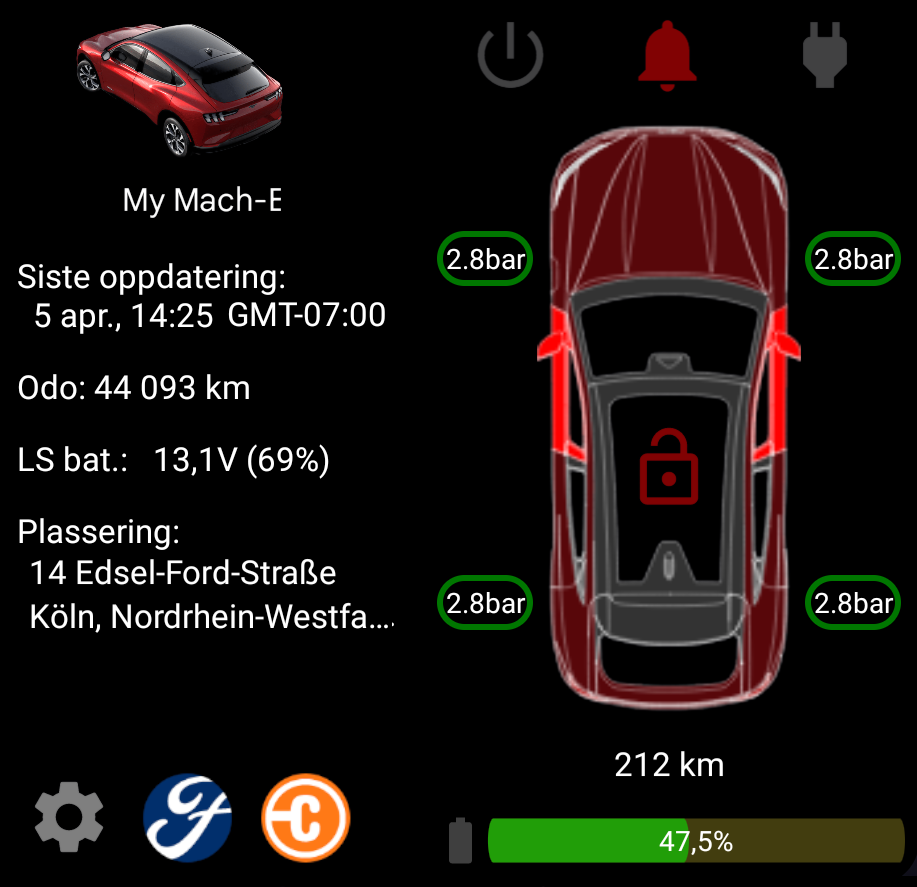 My Mach-E
Siste oppdatering:
5 apr., 14:25 GMT-07:00
Odo: 44 093 km
LS bat.: 13,1V (69%)
Plassering:
14 Edsel-Ford-Straße
Köln, Nordrhein-Westfa...
2.8bar
2.8bar
2.8bar
2.8bar
212 km
47,5%